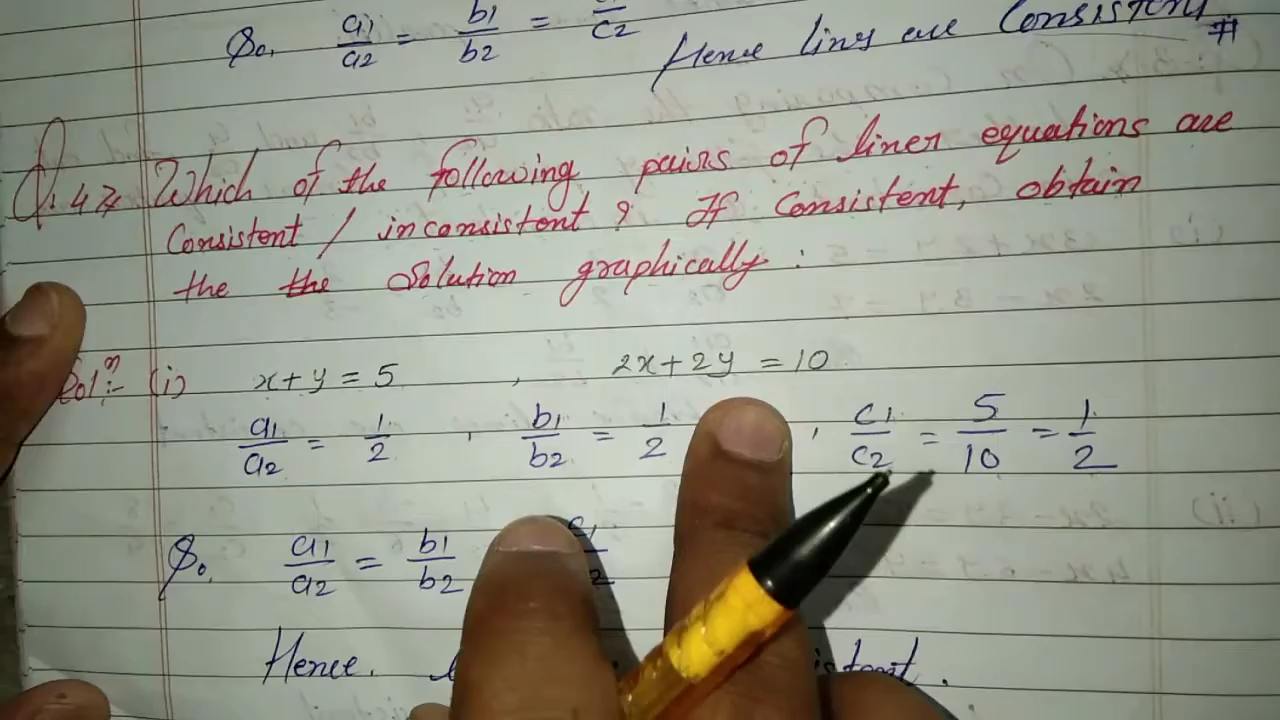 So, a1/a2 = b1/b2 = /c2 Hence lines are Consistent #
Q.4 Which of the following pairs of liner equations are
Consistent / inconsistent ? If Consistent, obtain
the the Solution graphically :
Soln:- (i) x+y = 5 , 2x+2y = 10
a1/a2 = 1/2 , b1/b2 = 1/2 , c1/c2 = 5/10 = 1/2
So, a1/a2 = b1/b2
Hence.